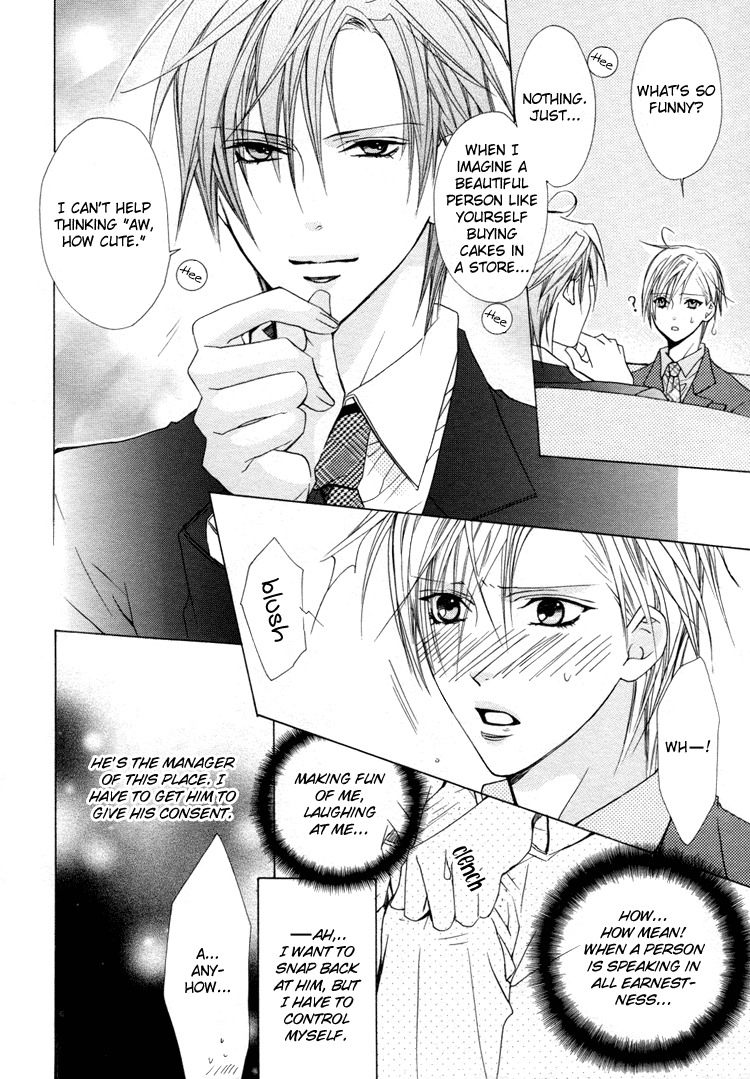 WHAT'S SO
FUNNY?
Hee
NOTHING.
JUST...
WHEN I
IMAGINE A
BEAUTIFUL
PERSON LIKE
YOURSELF
BUYING
CAKES IN
A STORE...
Hee
?
I CAN'T HELP
THINKING "AW,
HOW CUTE."
Hee
blush
WH—!
HOW...
HOW MEAN!
WHEN A PERSON
IS SPEAKING IN
ALL EARNEST-
NESS...
clench
MAKING FUN
OF ME,
LAUGHING
AT ME...
—AH,..
I WANT TO
SNAP BACK
AT HIM, BUT
I HAVE TO
CONTROL
MYSELF.
HE'S THE MANAGER
OF THIS PLACE. I
HAVE TO GET HIM TO
GIVE HIS CONSENT.
A...
ANY-
HOW...